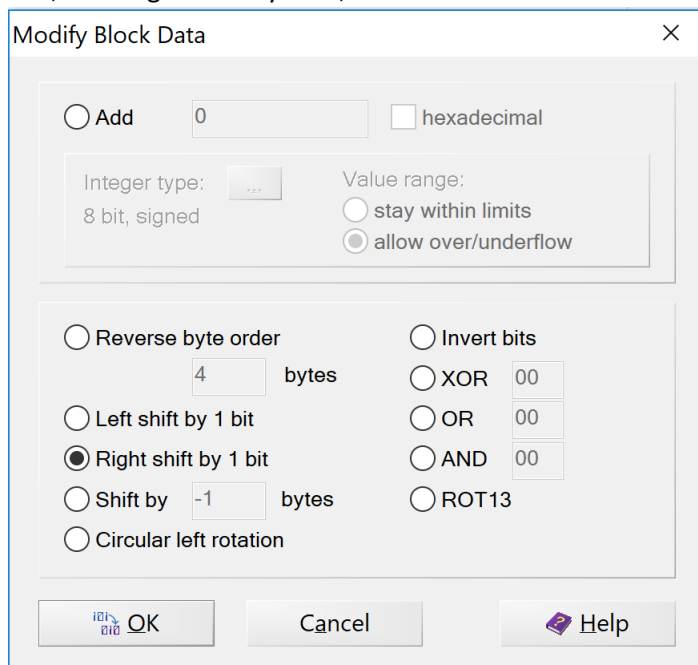 Modify Block Data
Add 0 hexadecimal
Integer type: ... Value range:
8 bit, signed stay within limits
allow over/underflow
Reverse byte order Invert bits
4 bytes XOR 00
Left shift by 1 bit OR 00
Right shift by 1 bit AND 00
Shift by -1 bytes ROT13
Circular left rotation
OK Cancel Help